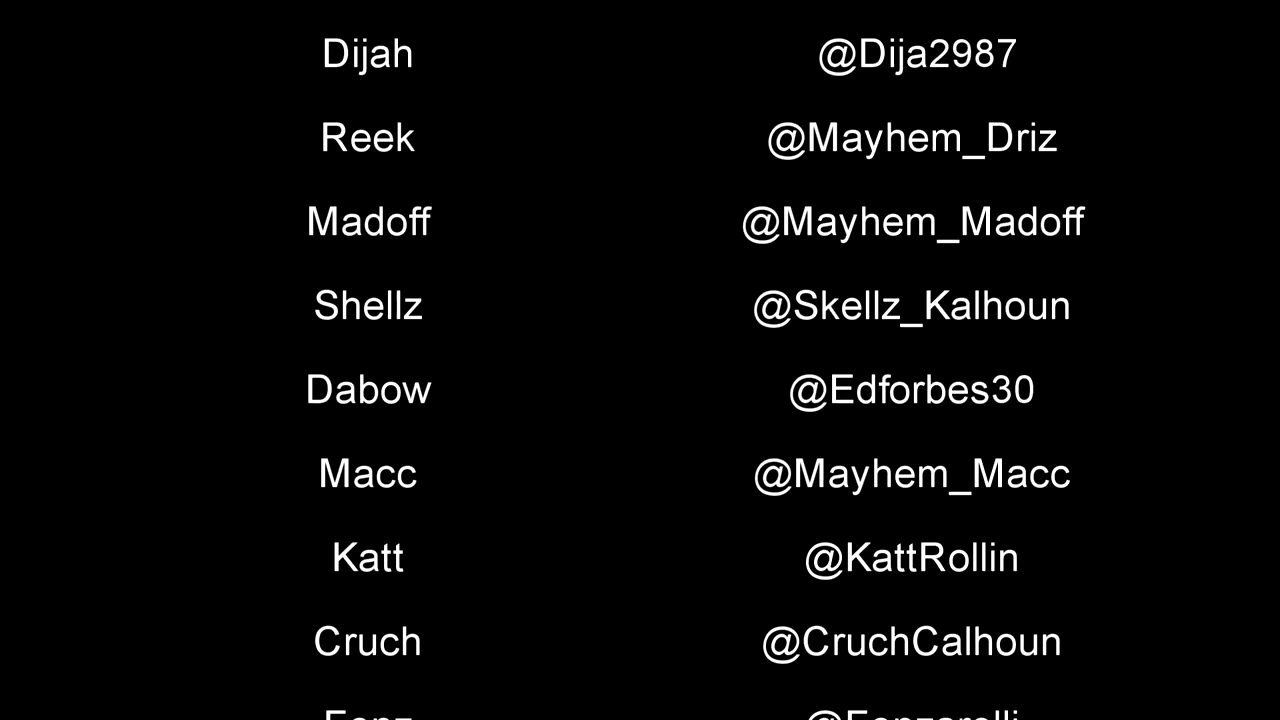 Dijah @Dija2987
Reek @Mayhem_Driz
Madoff @Mayhem_Madoff
Shellz @Skellz_Kalhoun
Dabow @Edforbes30
Macc @Mayhem_Macc
Katt @KattRollin
Cruch @CruchCalhoun